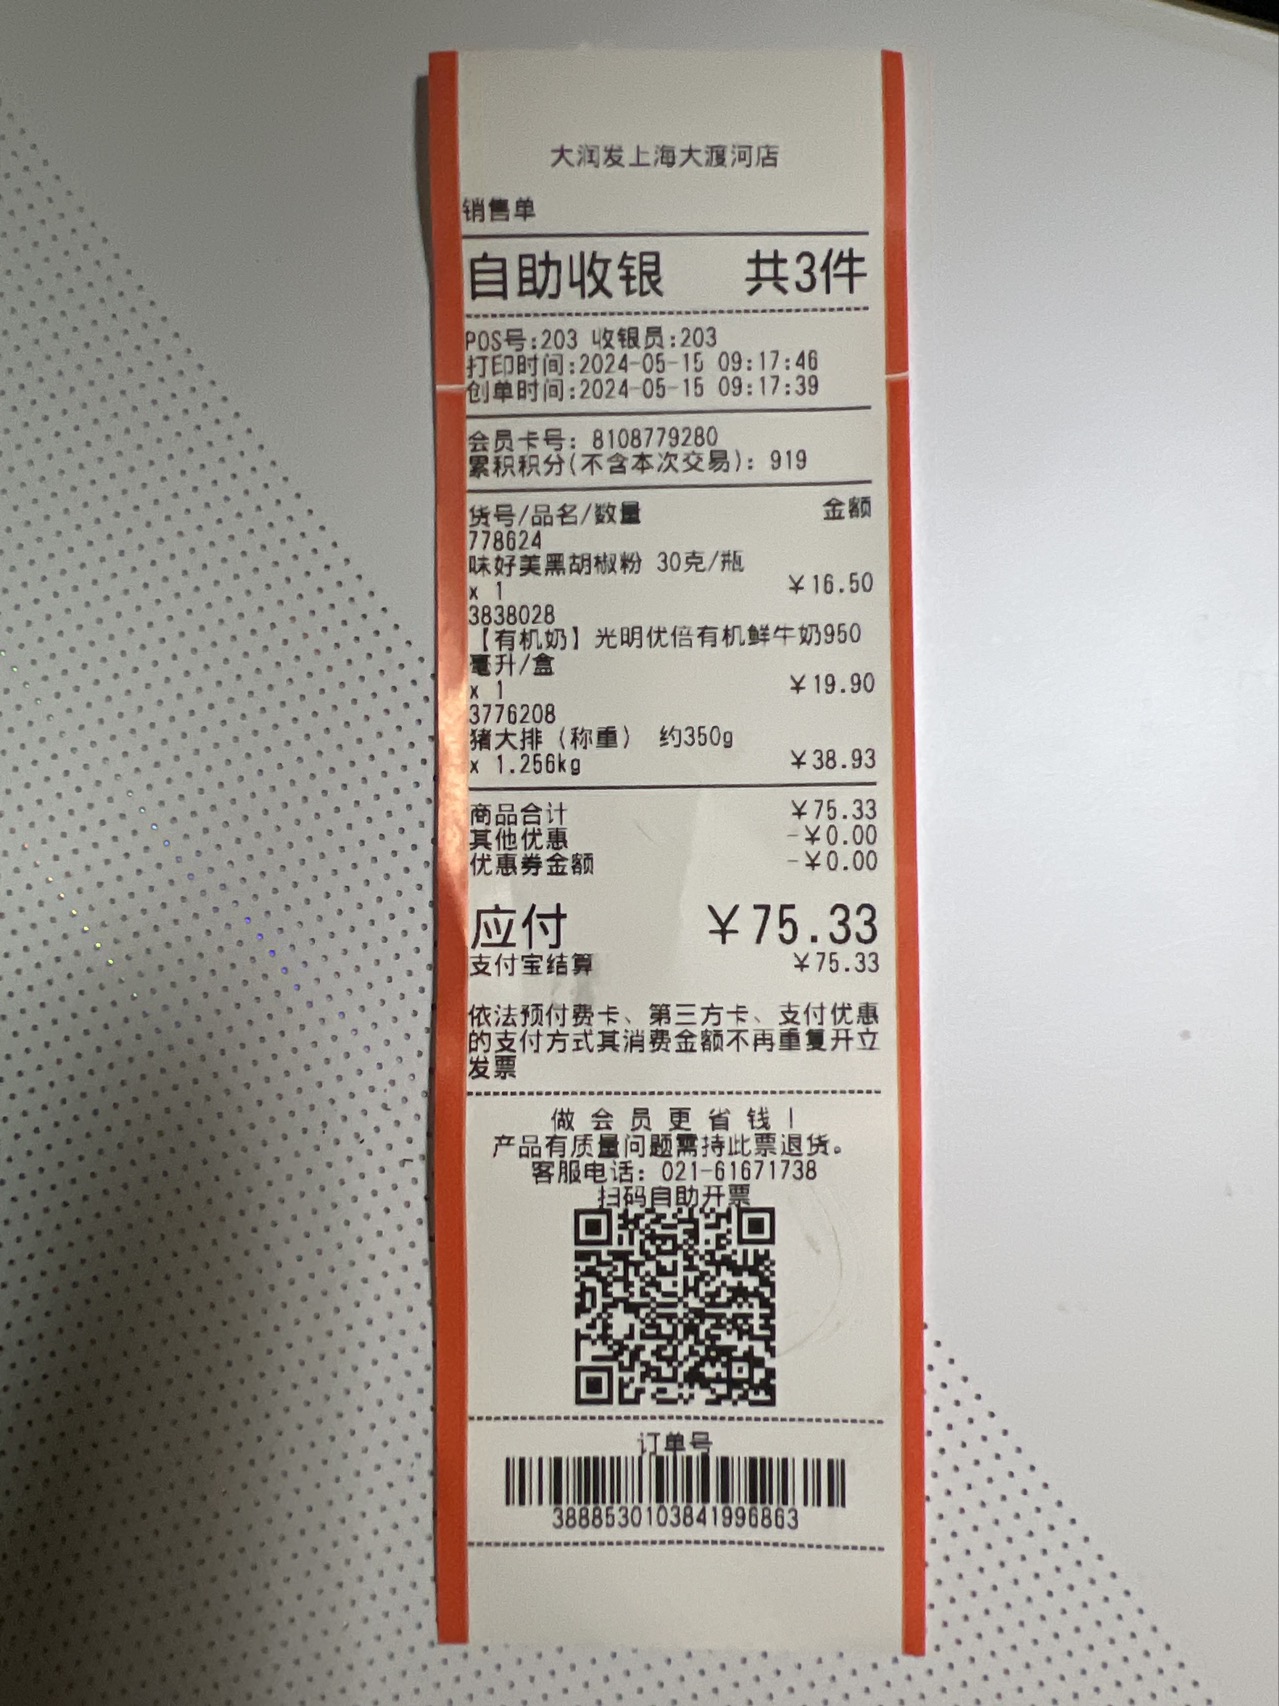 大润发上海大渡河店
销售单
自助收银 共3件
POS号:203 收银员:203
打印时间:2024-05-15 09:17:46
创单时间:2024-05-15 09:17:39
会员卡号: 8108779280
累积积分(不含本次交易): 919
货号/品名/数量 金额
778624
味好美黑胡椒粉 30克/瓶
x 1 ￥16.50
3838028
【有机奶】光明优倍有机鲜牛奶950
毫升/盒
x 1 ￥19.90
3776208
猪大排（称重） 约350g
x 1.256kg ￥38.93
商品合计 ￥75.33
其他优惠 -￥0.00
优惠券金额 -￥0.00
应付 ￥75.33
支付宝结算 ￥75.33
依法预付费卡、第三方卡、支付优惠
的支付方式其消费金额不再重复开立
发票
做会员更省钱！
产品有质量问题需持此票退货。
客服电话: 021-61671738
扫码自助开票
订单号
3888530103841996863